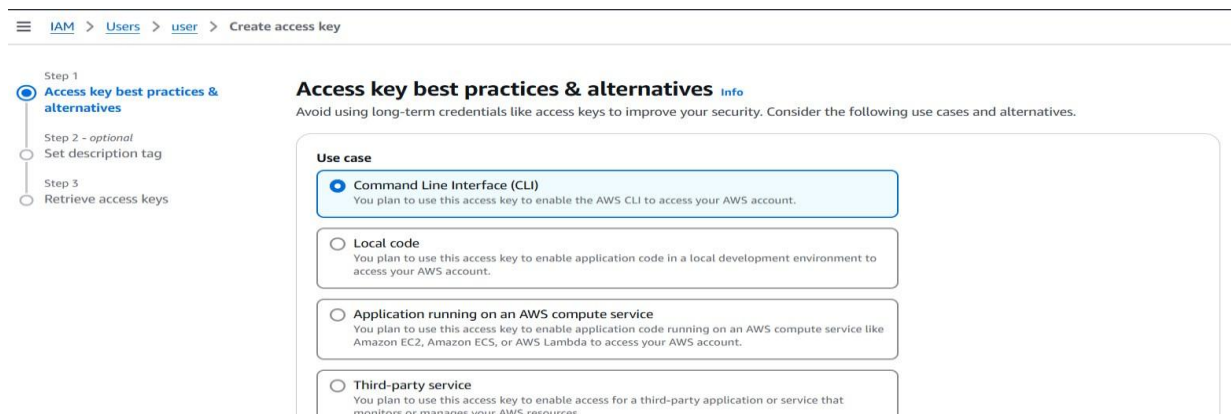 IAM > Users > user > Create access key
Step 1
Access key best practices &
alternatives
Step 2 - optional
Set description tag
Step 3
Retrieve access keys
Access key best practices & alternatives Info
Avoid using long-term credentials like access keys to improve your security. Consider the following use cases and alternatives.
Use case
Command Line Interface (CLI)
You plan to use this access key to enable the AWS CLI to access your AWS account.
Local code
You plan to use this access key to enable application code in a local development environment to
access your AWS account.
Application running on an AWS compute service
You plan to use this access key to enable application code running on an AWS compute service like
Amazon EC2, Amazon ECS, or AWS Lambda to access your AWS account.
Third-party service
You plan to use this access key to enable access for a third-party application or service that
monitors or manages your AWS resources.